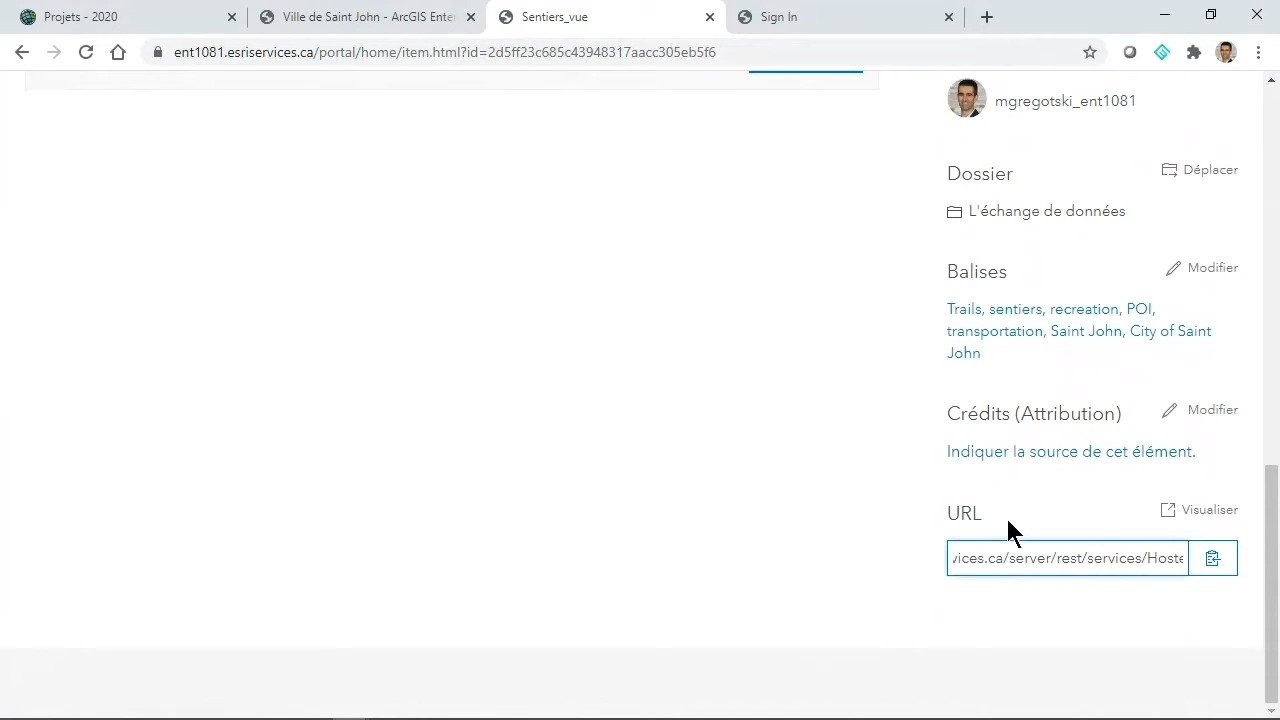 Projets - 2020
Ville de Saint John - ArcGIS Enter
Sentiers_vue
Sign In
ent1081.esriservices.ca/portal/home/item.html?id=2d5ff23c685c43948317aacc305eb5f6
mgregotski_ent1081
Dossier
Déplacer
L'échange de données
Balises
Modifier
Trails, sentiers, recreation, POI,
transportation, Saint John, City of Saint
John
Crédits (Attribution)
Modifier
Indiquer la source de cet élément.
URL
Visualiser
vices.ca/server/rest/services/Hoste